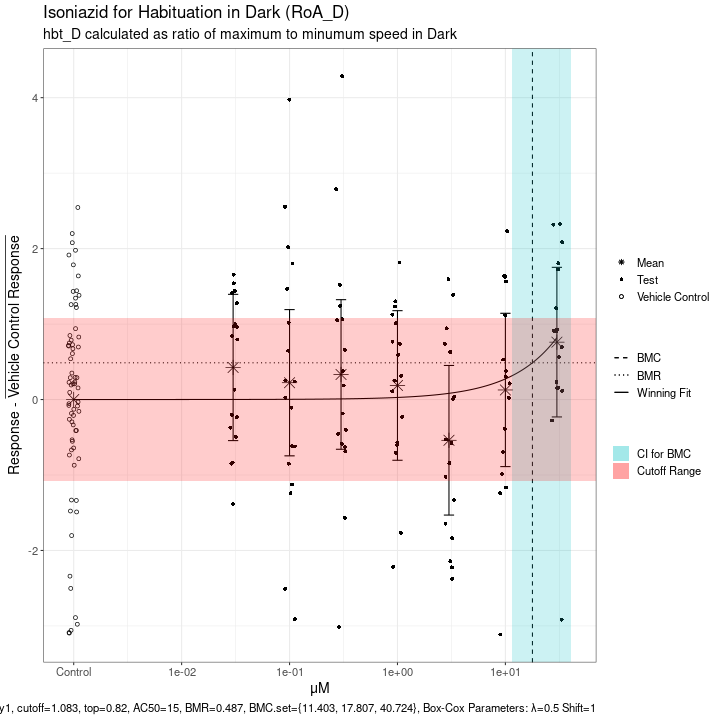 Isoniazid for Habituation in Dark (RoA_D)
hbt_D calculated as ratio of maximum to minumum speed in Dark
Response - Vehicle Control Response
4
2
0
-2
Control
1e-02
1e-01
1e+00
1e+01
µM
Mean
Test
Vehicle Control
BMC
BMR
Winning Fit
CI for BMC
Cutoff Range
y1, cutoff=1.083, top=0.82, AC50=15, BMR=0.487, BMC.set={11.403, 17.807, 40.724}, Box-Cox Parameters: λ=0.5 Shift=1